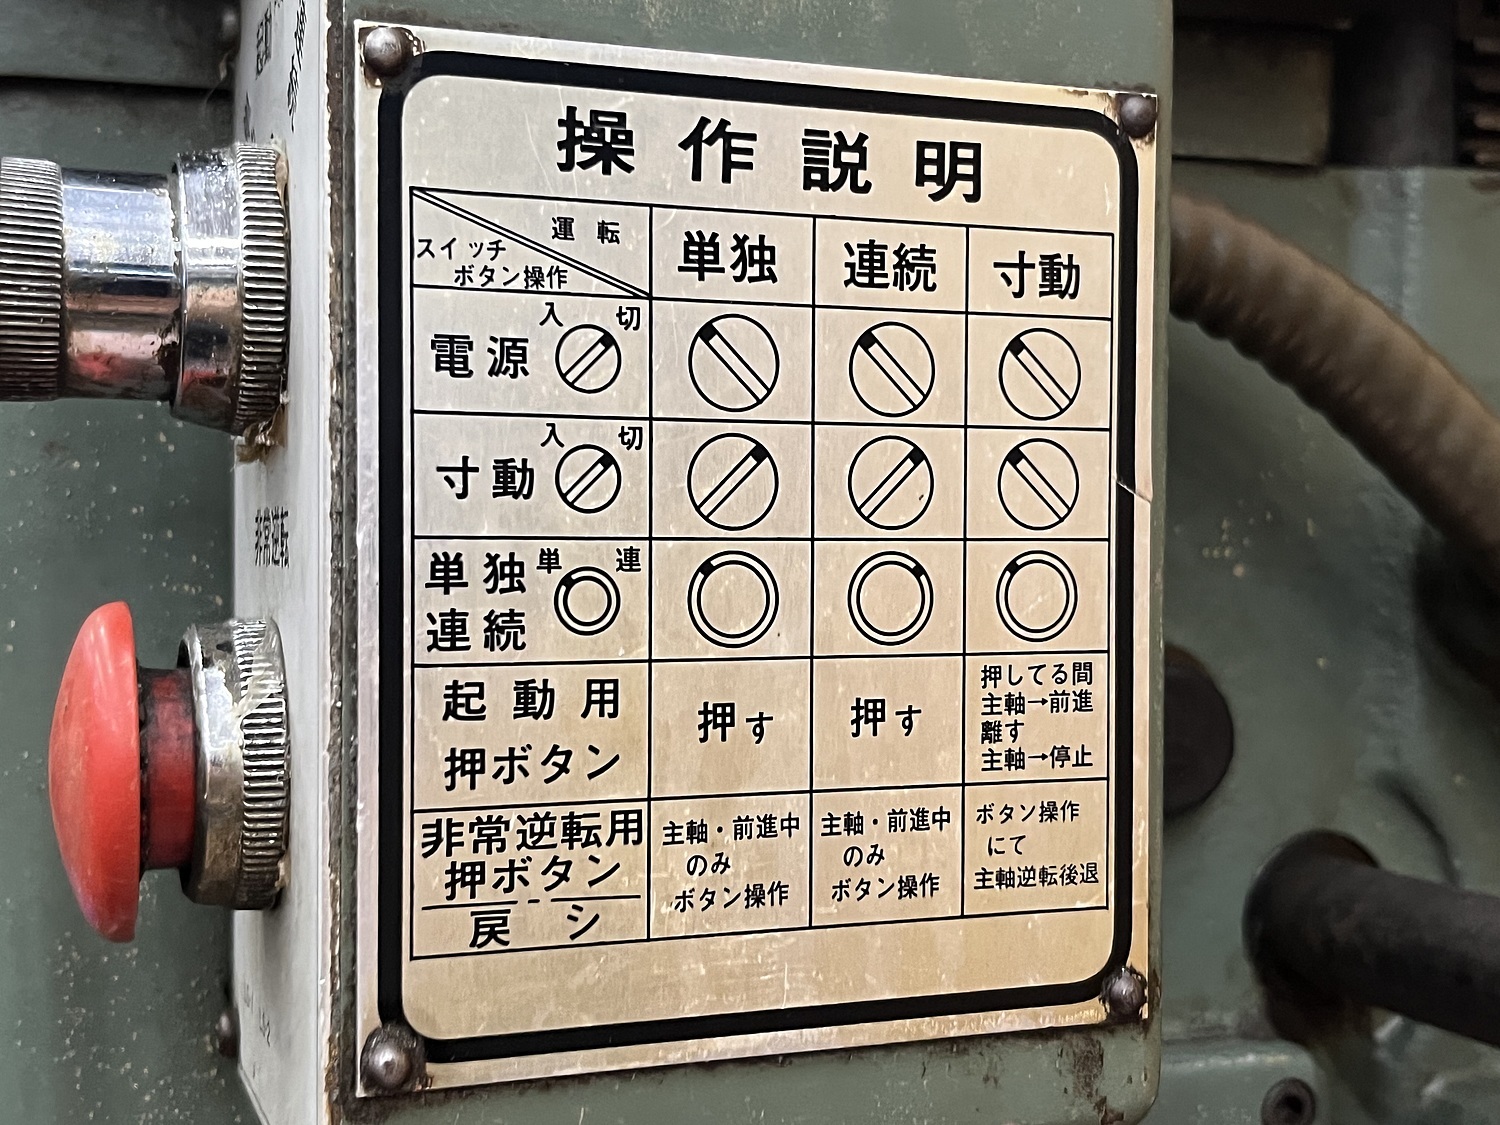 操作説明
運転
スイッチ
ボタン操作
単独
連続
寸動
電源 入 切
寸動 入 切
単独 単 連
連続
起動用
押ボタン
押す
押す
押してる間
主軸→前進
離す
主軸→停止
非常逆転用
押ボタン
戻シ
主軸・前進中
のみ
ボタン操作
主軸・前進中
のみ
ボタン操作
ボタン操作
にて
主軸逆転後退
起動
非常逆転